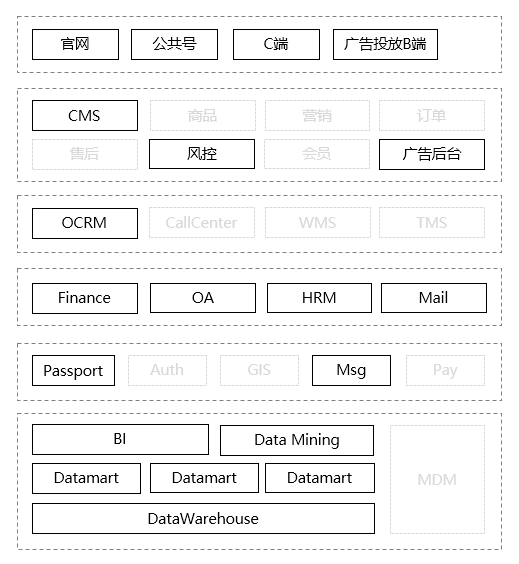 官网 公共号 C端 广告投放B端
CMS 商品 营销 订单
售后 风控 会员 广告后台
OCRM CallCenter WMS TMS
Finance OA HRM Mail
Passport Auth GIS Msg Pay
BI Data Mining
Datamart Datamart Datamart MDM
DataWarehouse